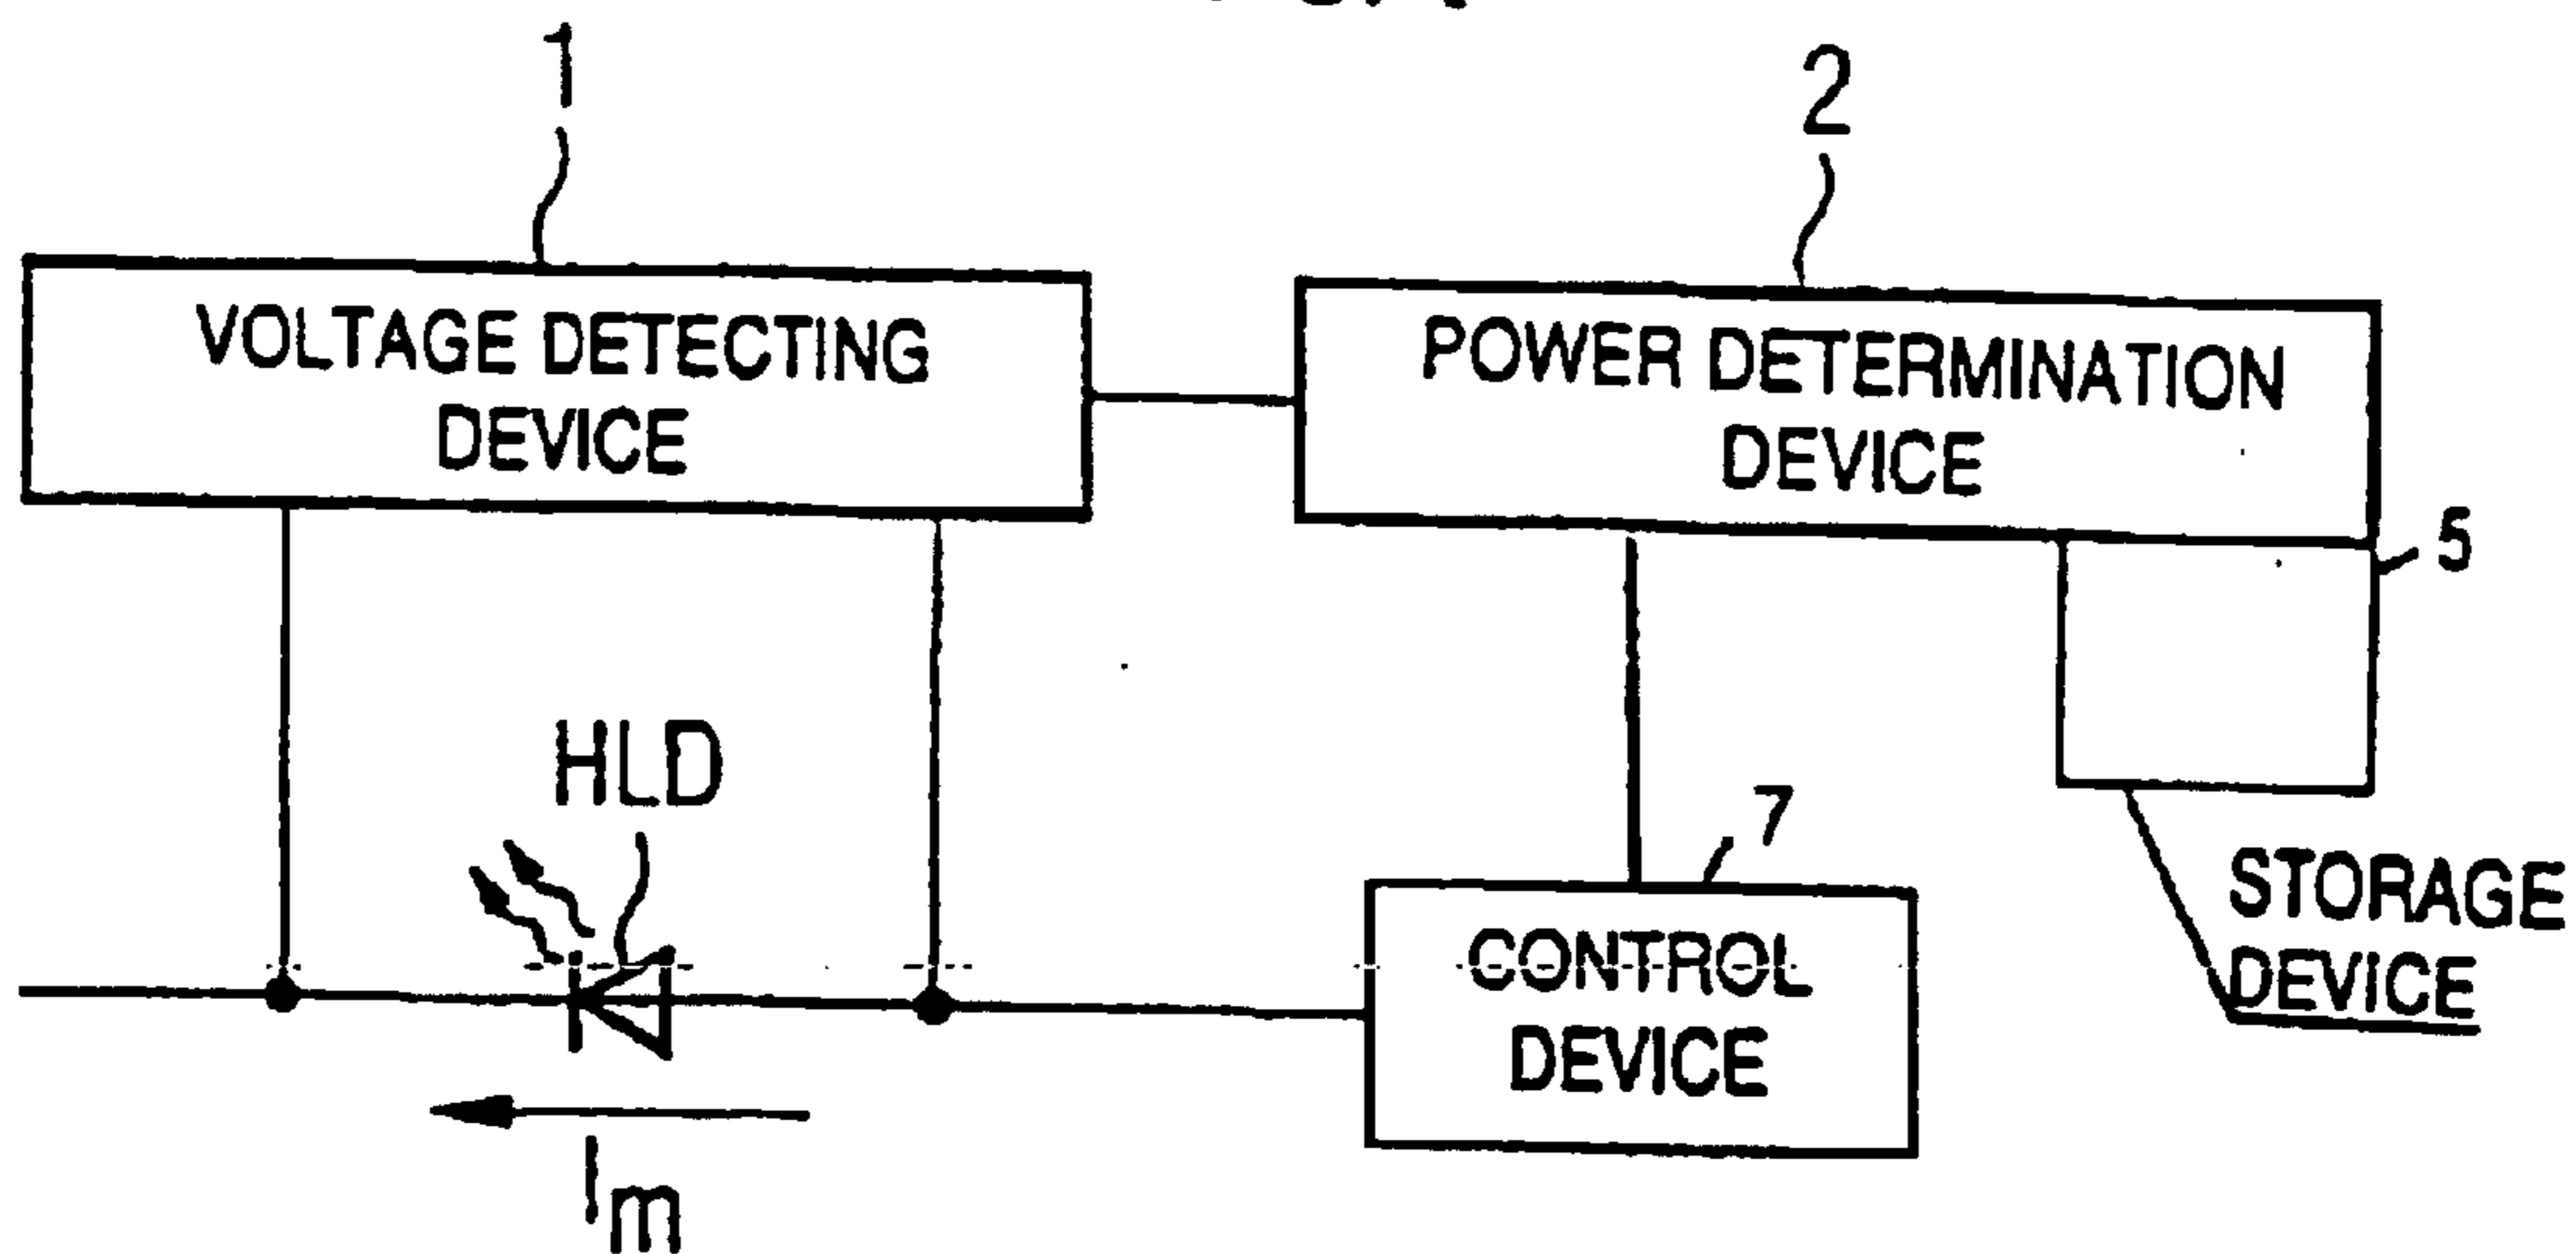 1
2
VOLTAGE DETECTING
DEVICE
POWER DETERMINATION
DEVICE
5
HLD
7
STORAGE
DEVICE
CONTROL
DEVICE
Im